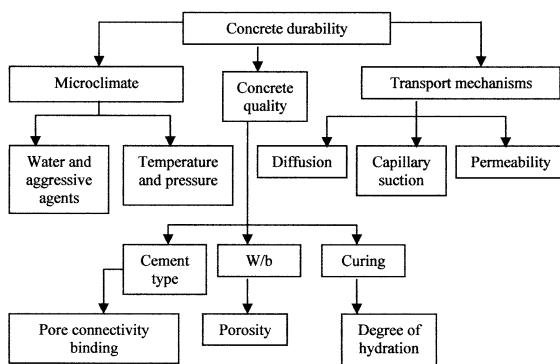 Concrete durability
Microclimate
Concrete
quality
Transport mechanisms
Water and
aggressive
agents
Temperature
and pressure
Diffusion
Capillary
suction
Permeability
Cement
type
W/b
Curing
Pore connectivity
binding
Porosity
Degree of
hydration